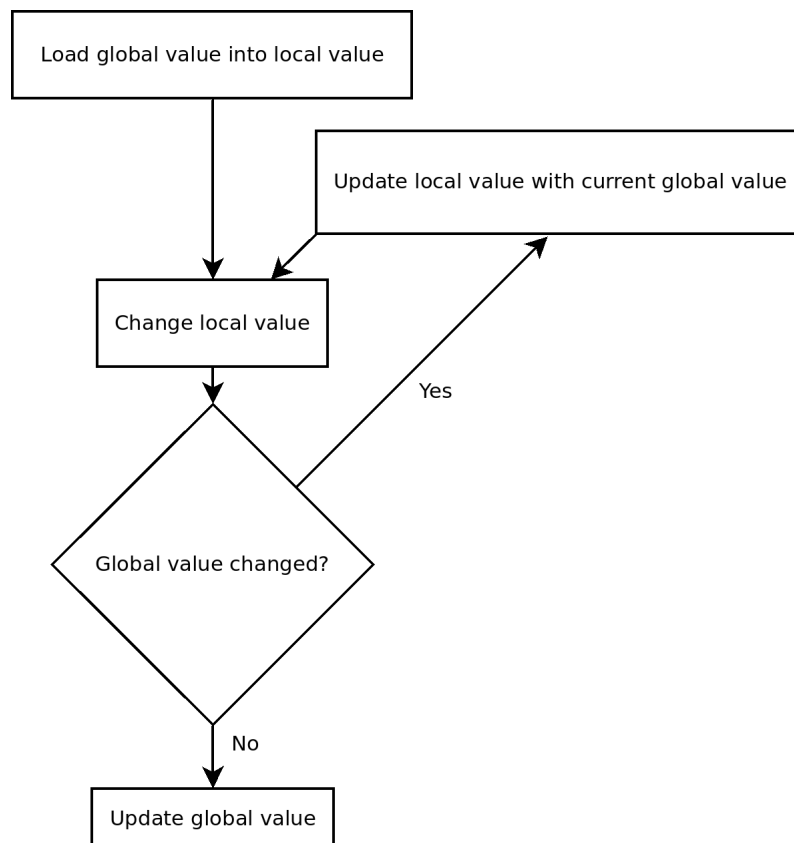 Load global value into local value
Update local value with current global value
Change local value
Yes
Global value changed?
No
Update global value